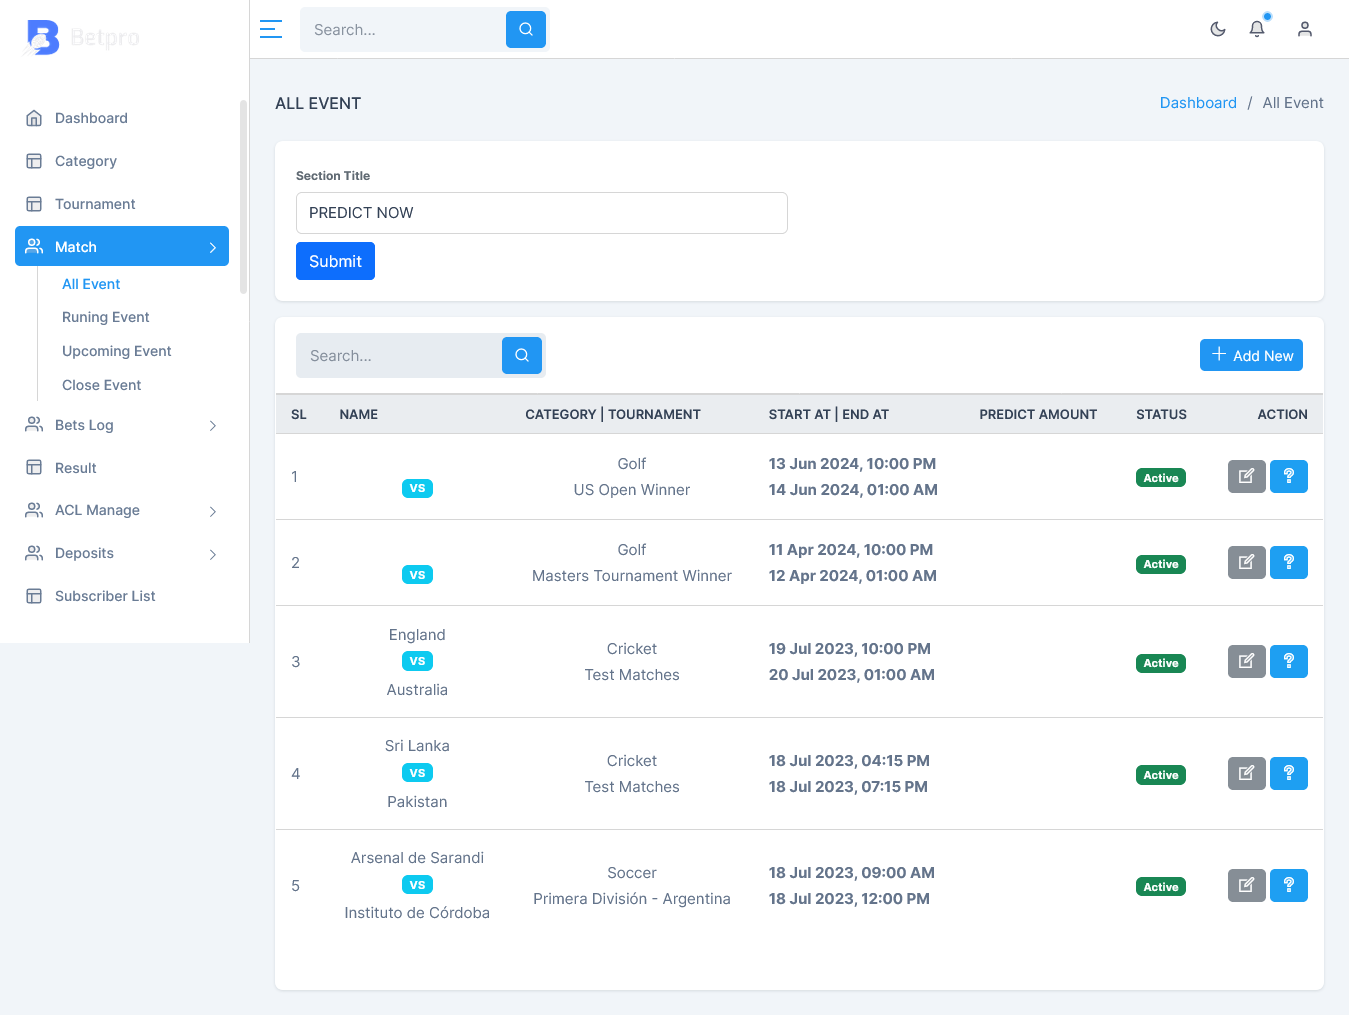 Betpro
Search...
Dashboard
Category
Tournament
Match
All Event
Runing Event
Upcoming Event
Close Event
Bets Log
Result
ACL Manage
Deposits
Subscriber List
ALL EVENT
Dashboard / All Event
Section Title
PREDICT NOW
Submit
Search...
Add New
SL NAME CATEGORY | TOURNAMENT START AT | END AT PREDICT AMOUNT STATUS ACTION
1
VS
Golf
US Open Winner
13 Jun 2024, 10:00 PM
14 Jun 2024, 01:00 AM
Active
2
VS
Golf
Masters Tournament Winner
11 Apr 2024, 10:00 PM
12 Apr 2024, 01:00 AM
Active
3
England
VS
Australia
Cricket
Test Matches
19 Jul 2023, 10:00 PM
20 Jul 2023, 01:00 AM
Active
4
Sri Lanka
VS
Pakistan
Cricket
Test Matches
18 Jul 2023, 04:15 PM
18 Jul 2023, 07:15 PM
Active
5
Arsenal de Sarandi
VS
Instituto de Córdoba
Soccer
Primera División - Argentina
18 Jul 2023, 09:00 AM
18 Jul 2023, 12:00 PM
Active